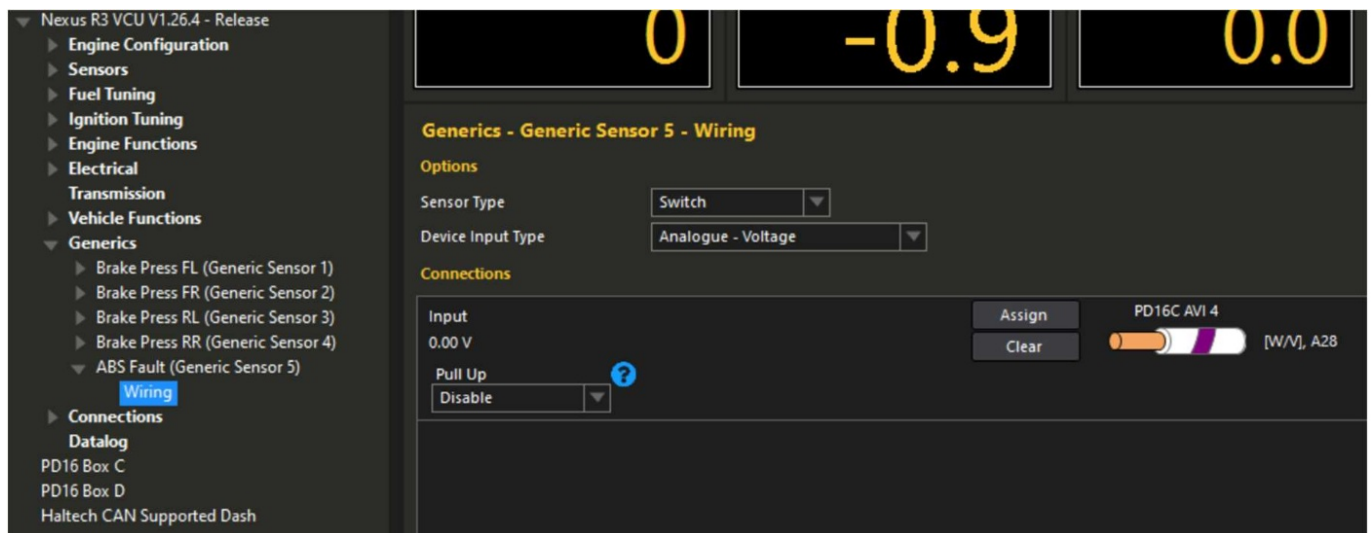 Nexus R3 VCU V1.26.4 - Release
Engine Configuration
Sensors
Fuel Tuning
Ignition Tuning
Engine Functions
Electrical
Transmission
Vehicle Functions
Generics
Brake Press FL (Generic Sensor 1)
Brake Press FR (Generic Sensor 2)
Brake Press RL (Generic Sensor 3)
Brake Press RR (Generic Sensor 4)
ABS Fault (Generic Sensor 5)
Wiring
Connections
Datalog
PD16 Box C
PD16 Box D
Haltech CAN Supported Dash
0 -0.9 0.0
Generics - Generic Sensor 5 - Wiring
Options
Sensor Type Switch
Device Input Type Analogue - Voltage
Connections
Input Assign PD16C AVI 4
0.00 V Clear [W/V], A28
Pull Up ?
Disable